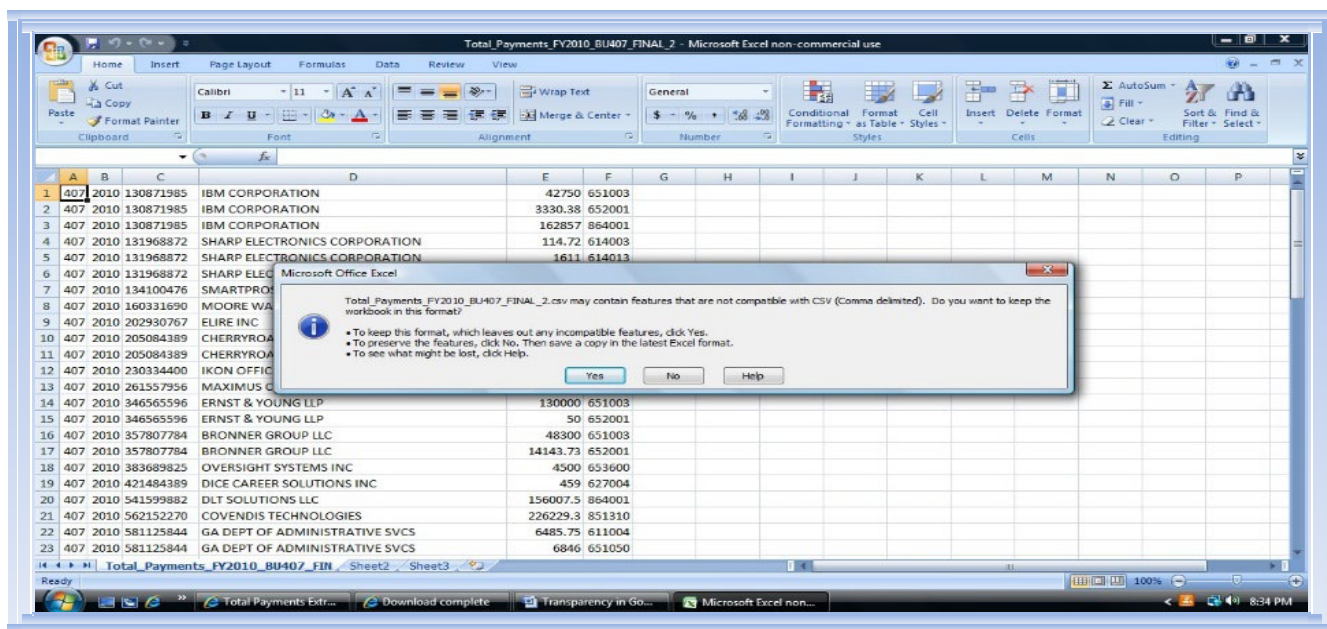 Total_Payments_FY2010_BU407_FINAL_2 - Microsoft Excel non-commercial use
Home Insert Page Layout Formulas Data Review View
Cut
Copy
Format Painter
Paste
Clipboard
Calibri 11
Font
Wrap Text
Merge & Center
Alignment
General
$ % ,
Number
Conditional Formatting
Format as Table
Cell Styles
Styles
Insert Delete Format
Cells
Σ AutoSum
Fill
Clear
Sort & Filter
Find & Select
Editing
fx
A B C D E F G H I J K L M N O P
1 407 2010 130871985 IBM CORPORATION 42750 651003
2 407 2010 130871985 IBM CORPORATION 3330.38 652001
3 407 2010 130871985 IBM CORPORATION 162857 864001
4 407 2010 131968872 SHARP ELECTRONICS CORPORATION 114.72 614003
5 407 2010 131968872 SHARP ELECTRONICS CORPORATION 1611 614013
6 407 2010 131968872 SHARP ELEC
7 407 2010 134100476 SMARTPROS
8 407 2010 160331690 MOORE WA
9 407 2010 202930767 ELIRE INC
10 407 2010 205084389 CHERRYROA
11 407 2010 205084389 CHERRYROA
12 407 2010 230334400 IKON OFFIC
13 407 2010 261557956 MAXIMUS C
Microsoft Office Excel
Total_Payments_FY2010_BU407_FINAL_2.csv may contain features that are not compatible with CSV (Comma delimited). Do you want to keep the
workbook in this format?
• To keep this format, which leaves out any incompatible features, click Yes.
• To preserve the features, click No. Then save a copy in the latest Excel format.
• To see what might be lost, click Help.
Yes No Help
14 407 2010 346565596 ERNST & YOUNG LLP 130000 651003
15 407 2010 346565596 ERNST & YOUNG LLP 50 652001
16 407 2010 357807784 BRONNER GROUP LLC 48300 651003
17 407 2010 357807784 BRONNER GROUP LLC 14143.73 652001
18 407 2010 383689825 OVERSIGHT SYSTEMS INC 4500 653600
19 407 2010 421484389 DICE CAREER SOLUTIONS INC 459 627004
20 407 2010 541599882 DLT SOLUTIONS LLC 156007.5 864001
21 407 2010 562152270 COVENDIS TECHNOLOGIES 226229.3 851310
22 407 2010 581125844 GA DEPT OF ADMINISTRATIVE SVCS 6485.75 611004
23 407 2010 581125844 GA DEPT OF ADMINISTRATIVE SVCS 6846 651050
Total_Payments_FY2010_BU407_FIN Sheet2 Sheet3
Ready 100%
Total Payments Extr... Download complete Transparency in Go... Microsoft Excel non... 8:34 PM